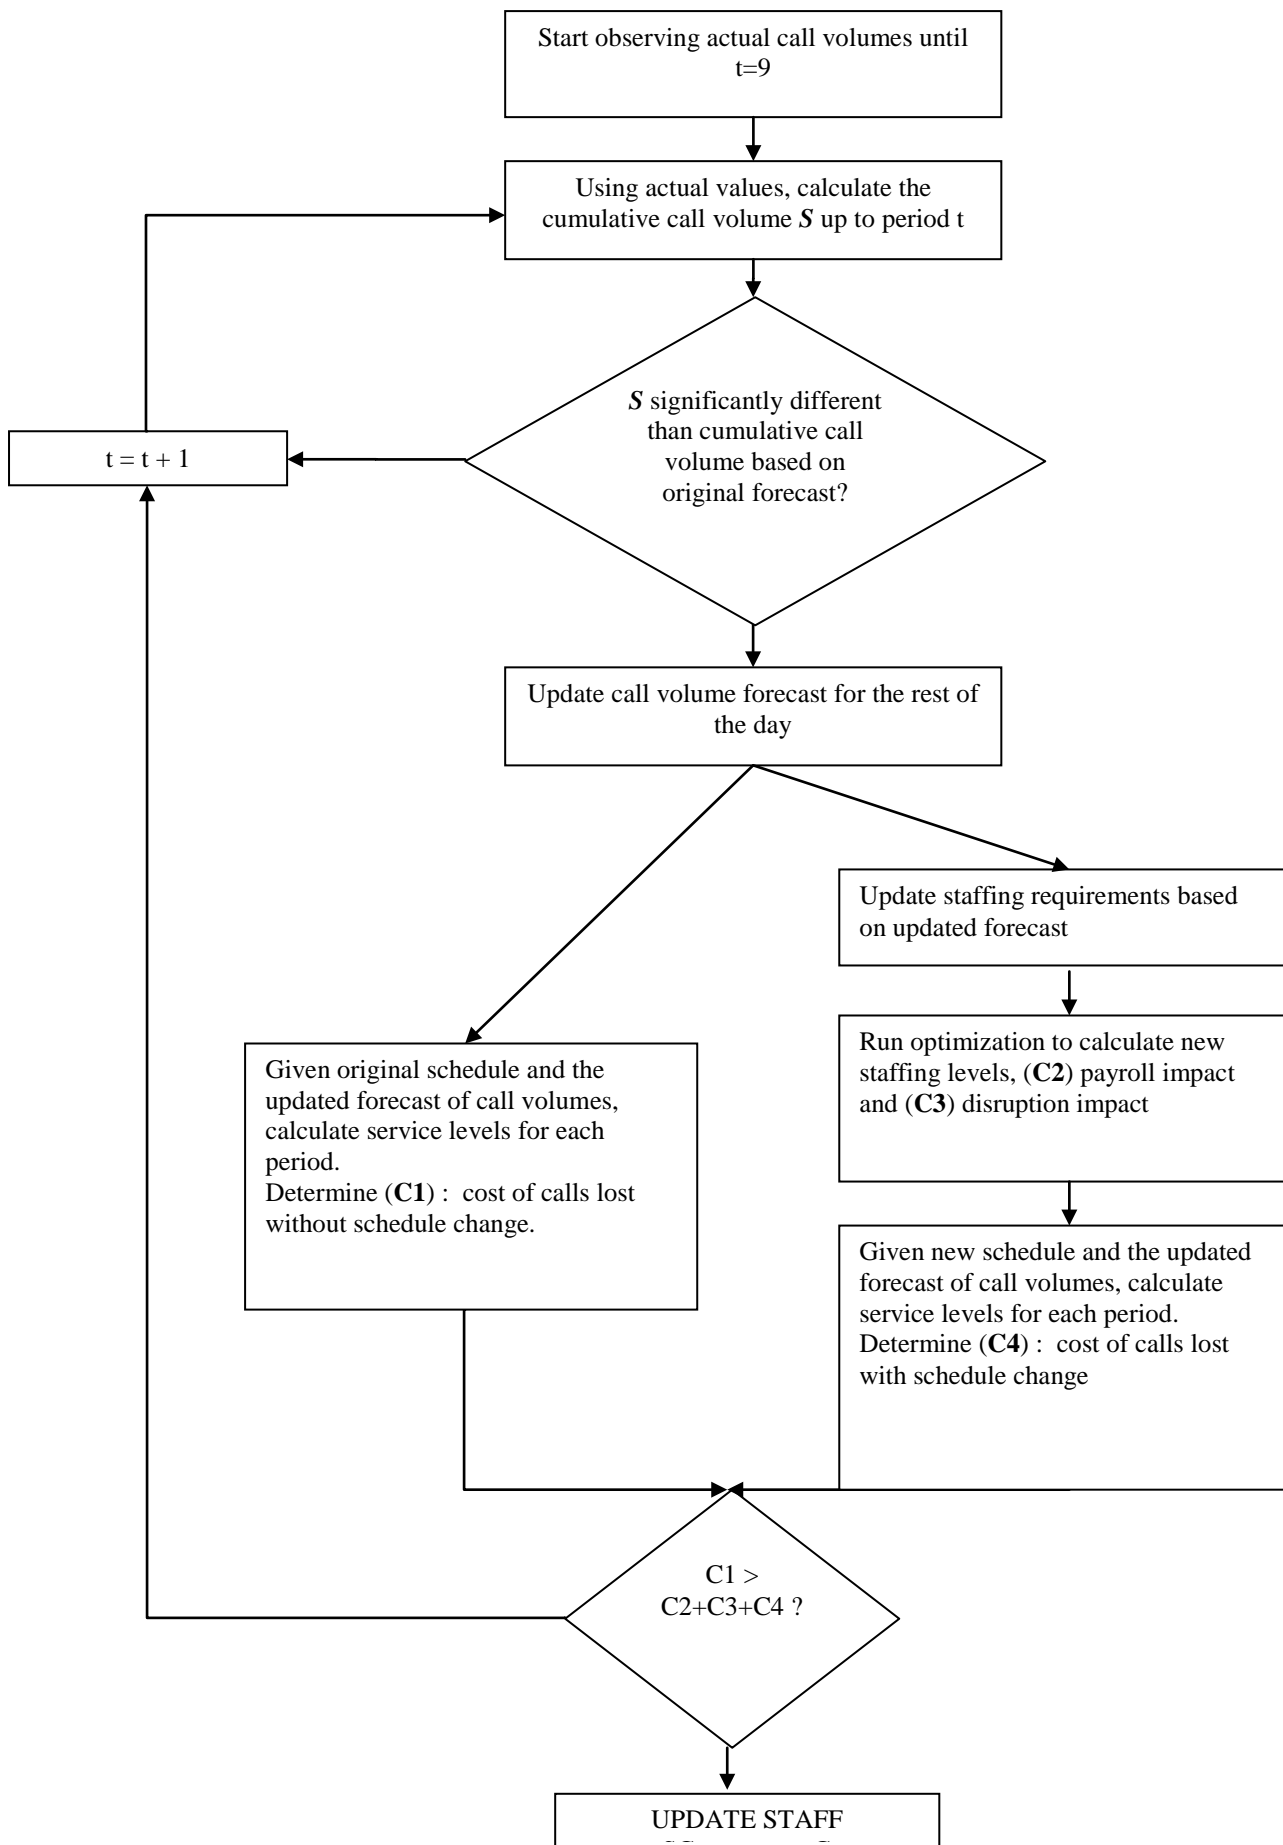 Start observing actual call volumes until
t=9
Using actual values, calculate the
cumulative call volume S up to period t
S significantly different
than cumulative call
volume based on
original forecast?
t = t + 1
Update call volume forecast for the rest of
the day
Update staffing requirements based
on updated forecast
Run optimization to calculate new
staffing levels, (C2) payroll impact
and (C3) disruption impact
Given original schedule and the
updated forecast of call volumes,
calculate service levels for each
period.
Determine (C1) :  cost of calls lost
without schedule change.
Given new schedule and the updated
forecast of call volumes, calculate
service levels for each period.
Determine (C4) :  cost of calls lost
with schedule change
C1 >
C2+C3+C4 ?
UPDATE STAFF